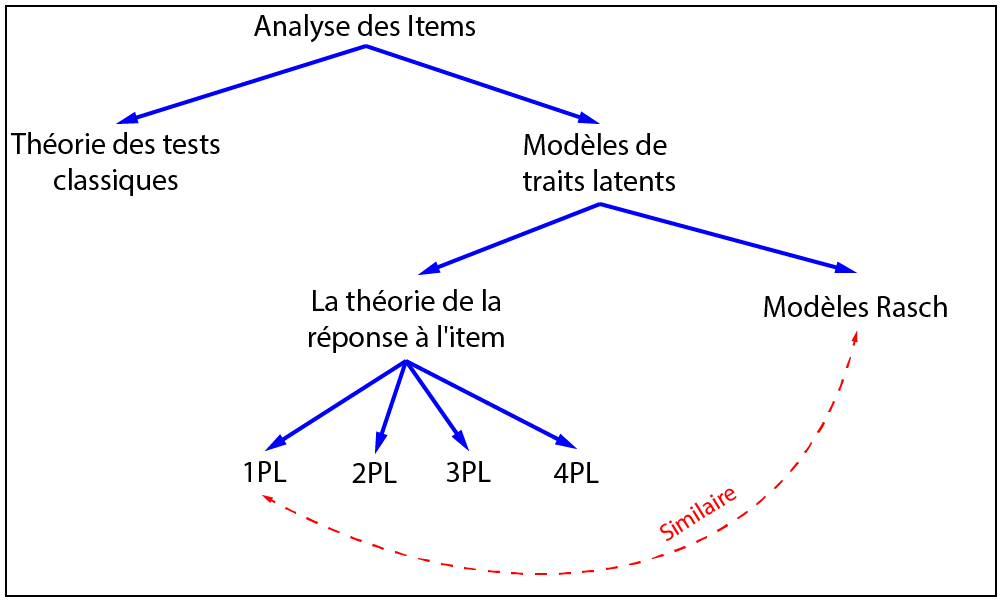 Analyse des Items
Théorie des tests
classiques
Modèles de
traits latents
La théorie de la
réponse à l'item
Modèles Rasch
1PL
2PL
3PL
4PL
Similaire